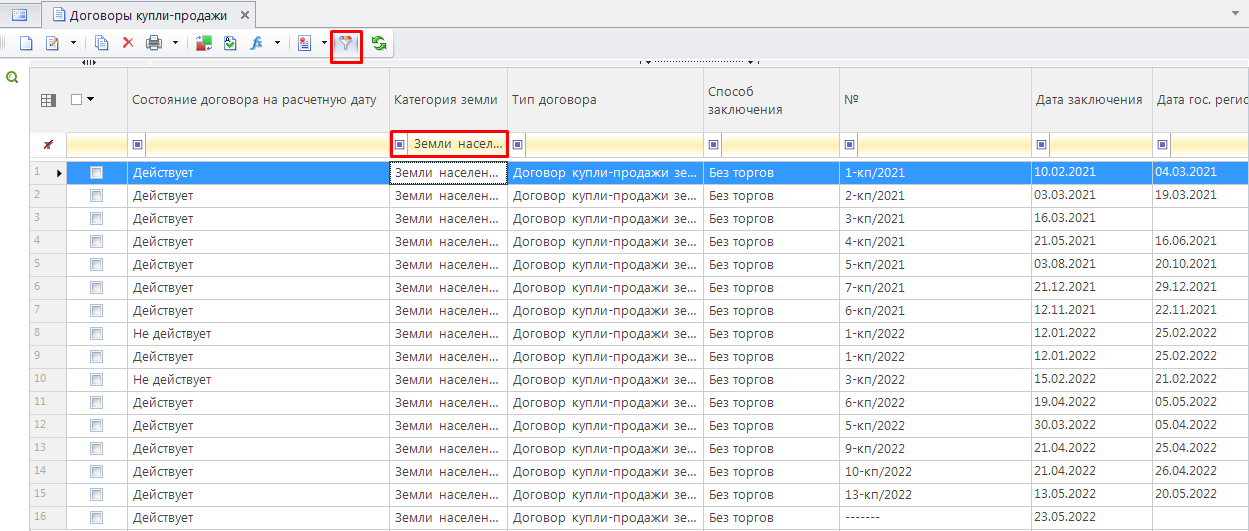 Договоры купли-продажи
Состояние договора на расчетную дату Категория земли Тип договора Способ заключения № Дата заключения Дата гос. регис
Земли насел...
1 Действует Земли населен... Договор купли-продажи зе... Без торгов 1-кп/2021 10.02.2021 04.03.2021
2 Действует Земли населен... Договор купли-продажи зе... Без торгов 2-кп/2021 03.03.2021 19.03.2021
3 Действует Земли населен... Договор купли-продажи зе... Без торгов 3-кп/2021 16.03.2021
4 Действует Земли населен... Договор купли-продажи зе... Без торгов 4-кп/2021 21.05.2021 16.06.2021
5 Действует Земли населен... Договор купли-продажи зе... Без торгов 5-кп/2021 03.08.2021 20.10.2021
6 Действует Земли населен... Договор купли-продажи зе... Без торгов 7-кп/2021 21.12.2021 29.12.2021
7 Действует Земли населен... Договор купли-продажи зе... Без торгов 6-кп/2021 12.11.2021 22.11.2021
8 Не действует Земли населен... Договор купли-продажи зе... Без торгов 1-кп/2022 12.01.2022 25.02.2022
9 Действует Земли населен... Договор купли-продажи зе... Без торгов 1-кп/2022 12.01.2022 25.02.2022
10 Не действует Земли населен... Договор купли-продажи зе... Без торгов 3-кп/2022 15.02.2022 21.02.2022
11 Действует Земли населен... Договор купли-продажи зе... Без торгов 6-кп/2022 19.04.2022 05.05.2022
12 Действует Земли населен... Договор купли-продажи зе... Без торгов 5-кп/2022 30.03.2022 05.04.2022
13 Действует Земли населен... Договор купли-продажи зе... Без торгов 9-кп/2022 21.04.2022 25.04.2022
14 Действует Земли населен... Договор купли-продажи зе... Без торгов 10-кп/2022 21.04.2022 26.04.2022
15 Действует Земли населен... Договор купли-продажи зе... Без торгов 13-кп/2022 13.05.2022 20.05.2022
16 Действует Земли населен... Договор купли-продажи зе... Без торгов ------- 23.05.2022